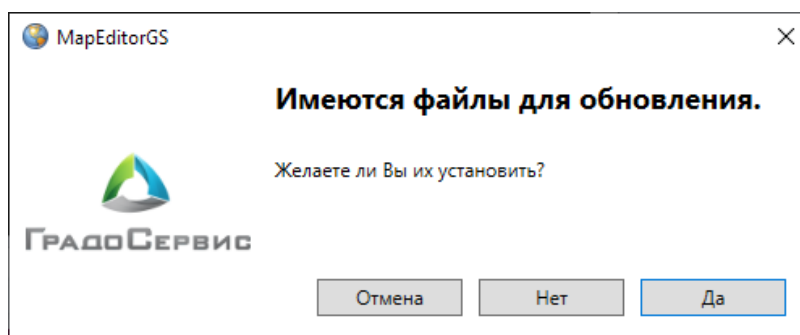 MapEditorGS
Имеются файлы для обновления.
Желаете ли Вы их установить?
ГрадоСервис
Отмена
Нет
Да